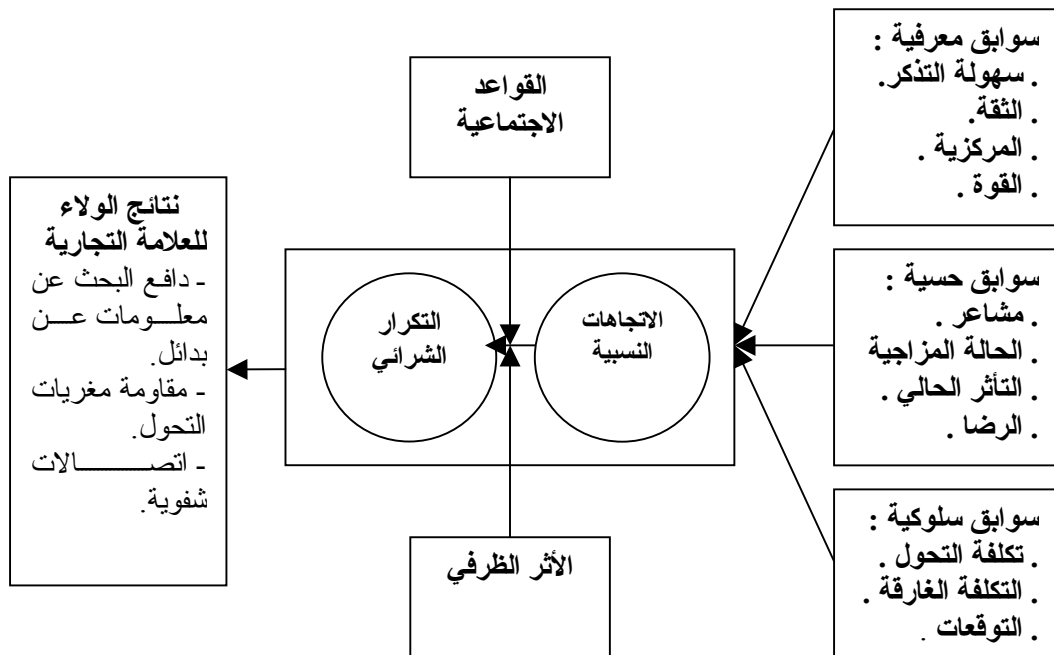 سوابق معرفية :
. سهولة التذكر.
. الثقة.
. المركزية .
. القوة .
القواعد
الاجتماعية
سوابق حسية :
. مشاعر .
. الحالة المزاجية
. التأثر الحالي .
. الرضا .
الاتجاهات
النسبية
التكرار
الشرائي
نتائج الولاء
للعلامة التجارية
- دافع البحث عن
معلومات عن
بدائل.
- مقاومة مغريات
التحول.
- اتصالات
شفوية.
سوابق سلوكية :
. تكلفة التحول .
. التكلفة الغارقة .
. التوقعات .
الأثر الظرفي